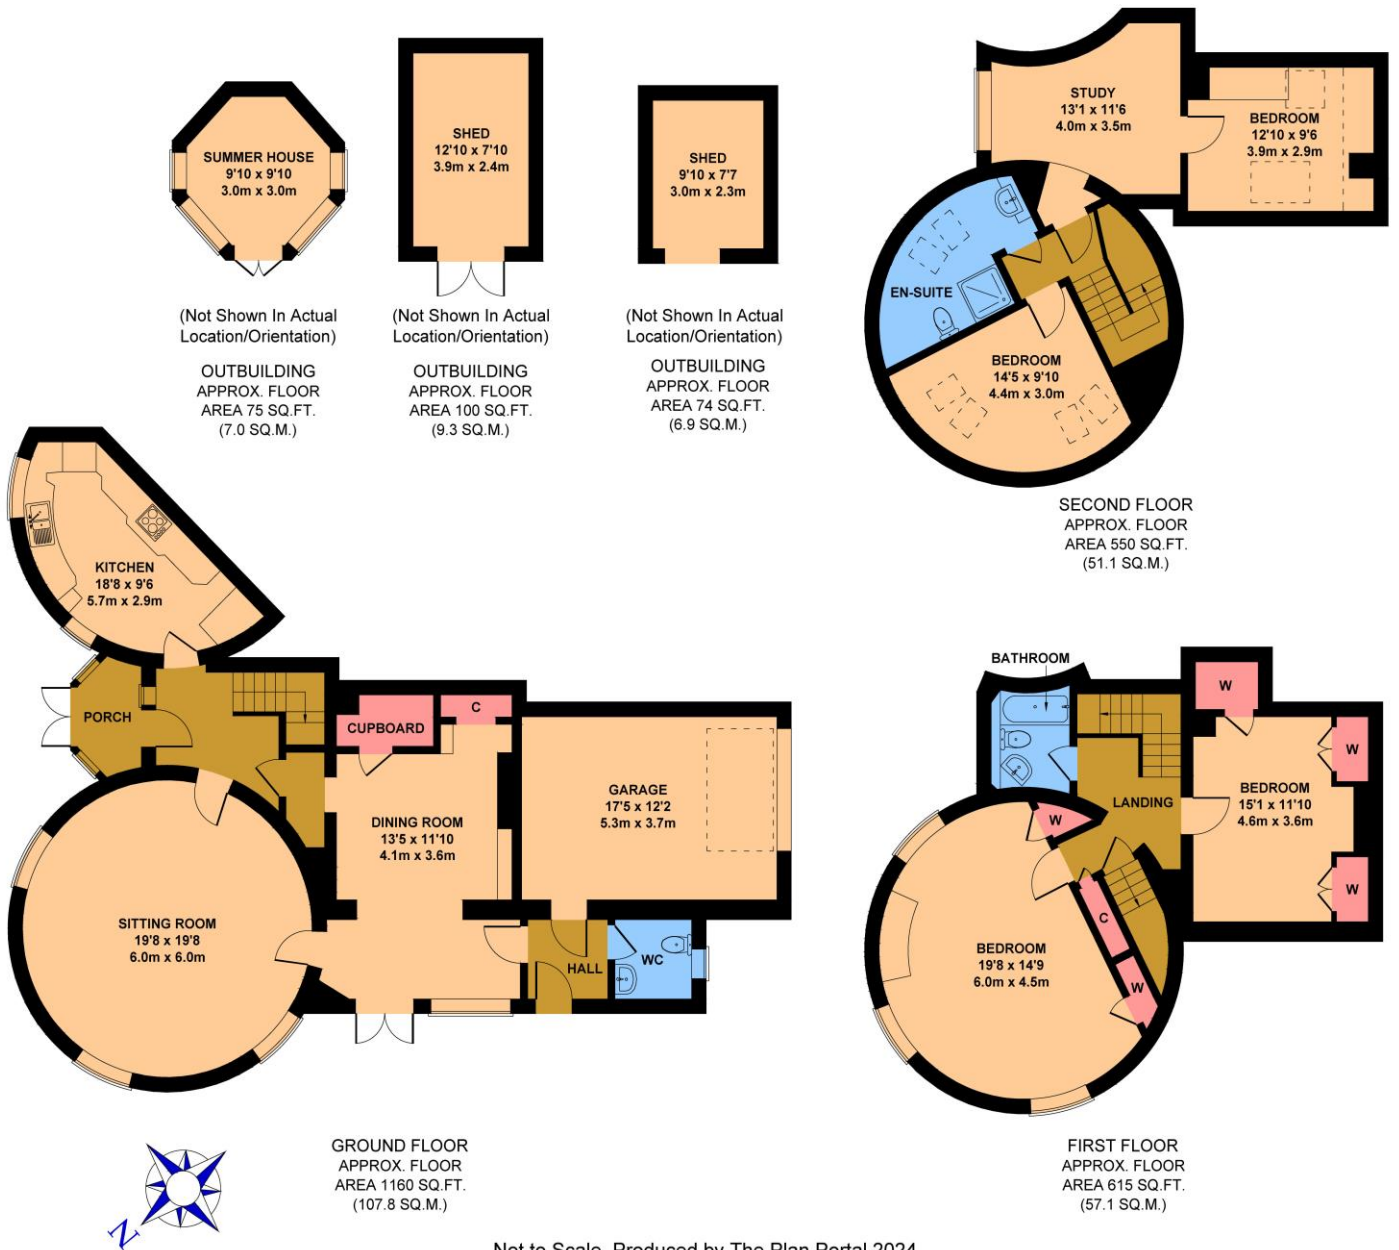 SUMMER HOUSE
9'10 x 9'10
3.0m x 3.0m
(Not Shown In Actual
Location/Orientation)
OUTBUILDING
APPROX. FLOOR
AREA 75 SQ.FT.
(7.0 SQ.M.)
SHED
12'10 x 7'10
3.9m x 2.4m
(Not Shown In Actual
Location/Orientation)
OUTBUILDING
APPROX. FLOOR
AREA 100 SQ.FT.
(9.3 SQ.M.)
SHED
9'10 x 7'7
3.0m x 2.3m
(Not Shown In Actual
Location/Orientation)
OUTBUILDING
APPROX. FLOOR
AREA 74 SQ.FT.
(6.9 SQ.M.)
STUDY
13'1 x 11'6
4.0m x 3.5m
BEDROOM
12'10 x 9'6
3.9m x 2.9m
EN-SUITE
BEDROOM
14'5 x 9'10
4.4m x 3.0m
SECOND FLOOR
APPROX. FLOOR
AREA 550 SQ.FT.
(51.1 SQ.M.)
KITCHEN
18'8 x 9'6
5.7m x 2.9m
PORCH
CUPBOARD
C
DINING ROOM
13'5 x 11'10
4.1m x 3.6m
GARAGE
17'5 x 12'2
5.3m x 3.7m
SITTING ROOM
19'8 x 19'8
6.0m x 6.0m
HALL
WC
GROUND FLOOR
APPROX. FLOOR
AREA 1160 SQ.FT.
(107.8 SQ.M.)
BATHROOM
W
W
LANDING
BEDROOM
15'1 x 11'10
4.6m x 3.6m
W
W
C
BEDROOM
19'8 x 14'9
6.0m x 4.5m
W
FIRST FLOOR
APPROX. FLOOR
AREA 615 SQ.FT.
(57.1 SQ.M.)
N
Not to Scale. Produced by The Plan Portal 2024